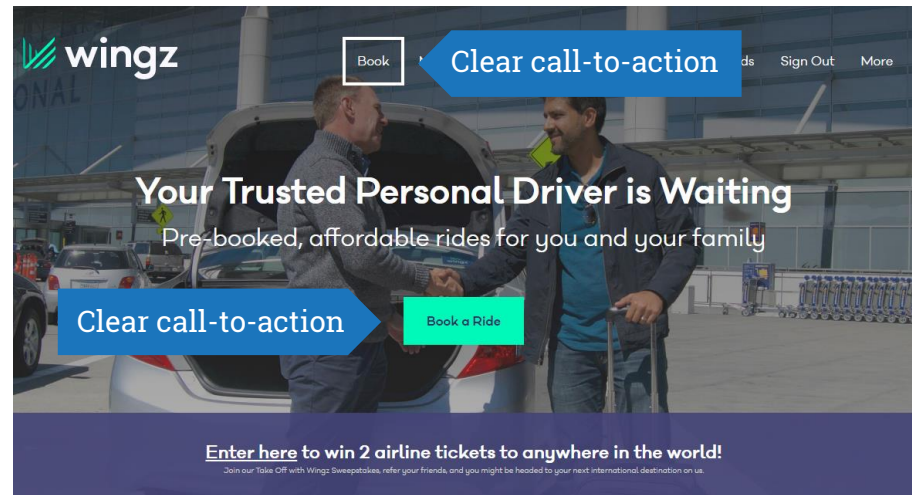 wingz
Book
Clear call-to-action
Sign Out
More
Your Trusted Personal Driver is Waiting
Pre-booked, affordable rides for you and your family
Clear call-to-action
Book a Ride
Enter here to win 2 airline tickets to anywhere in the world!
Join our Take Off with Wingz Sweepstakes, refer your friends, and you might be headed to your next international destination on us.